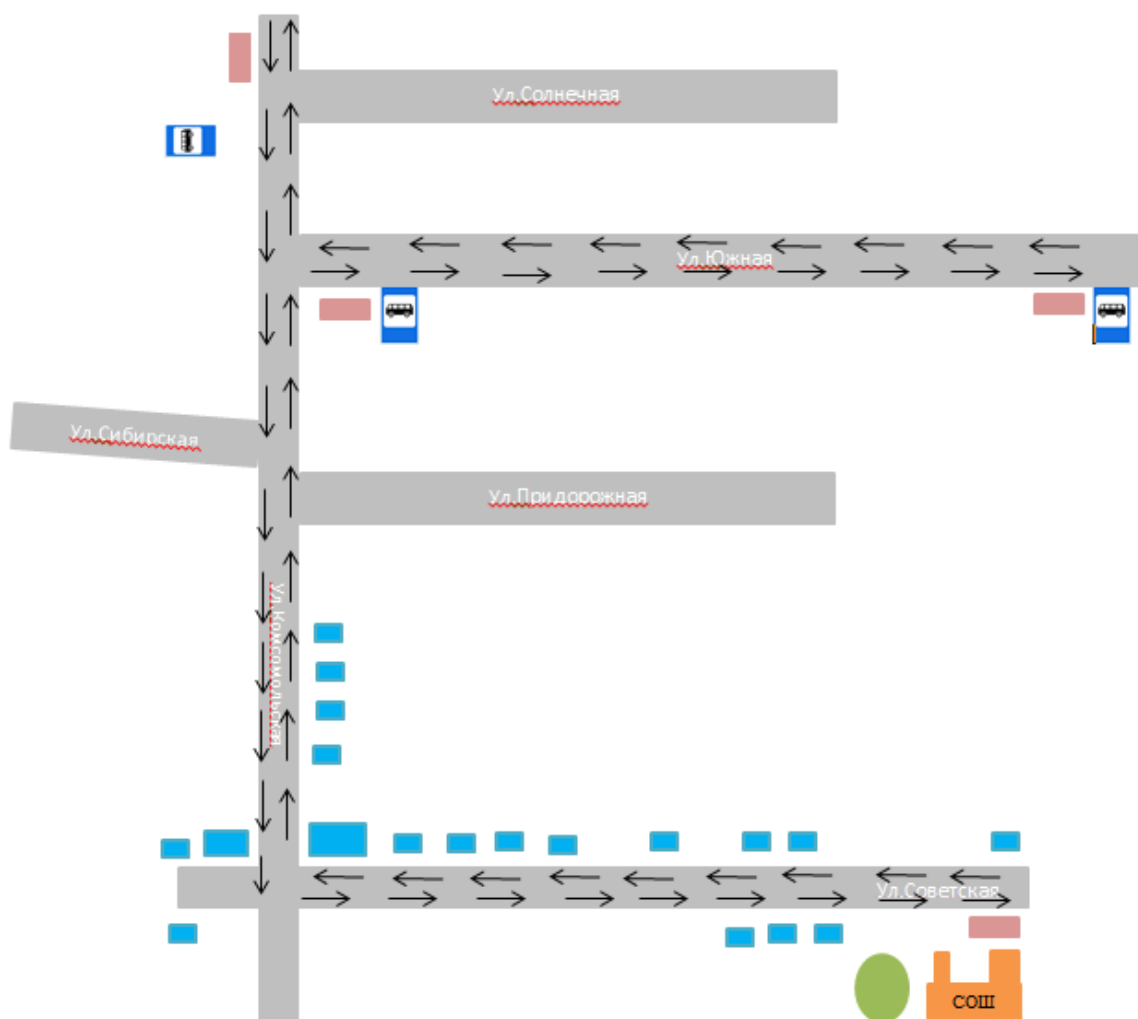 Ул.Солнечная
Ул.Южная
Ул.Сибирская
Ул.Придорожная
Ул.Комсомольская
Ул.Советская
СОШ